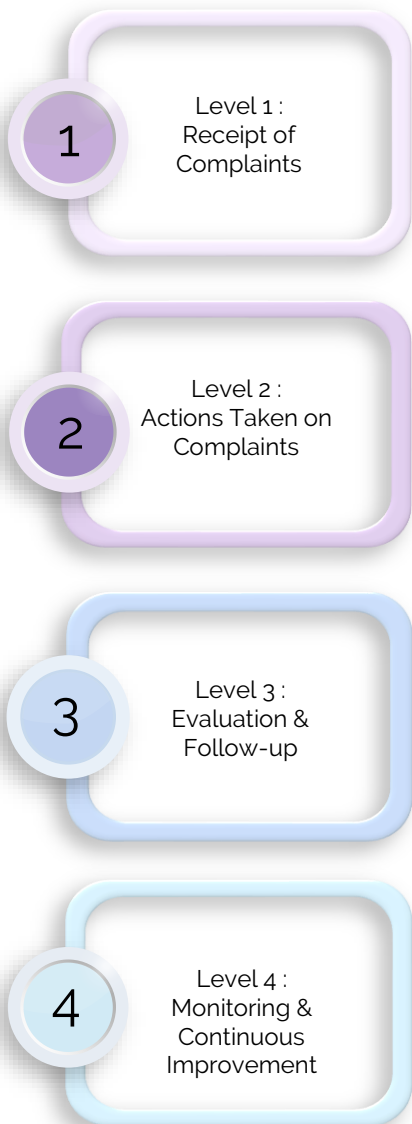 1
Level 1 :
Receipt of
Complaints
2
Level 2 :
Actions Taken on
Complaints
3
Level 3 :
Evaluation &
Follow-up
4
Level 4 :
Monitoring &
Continuous
Improvement